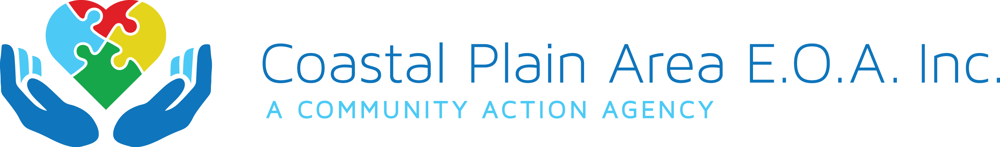 Coastal Plain Area E.O.A. Inc.
A COMMUNITY ACTION AGENCY